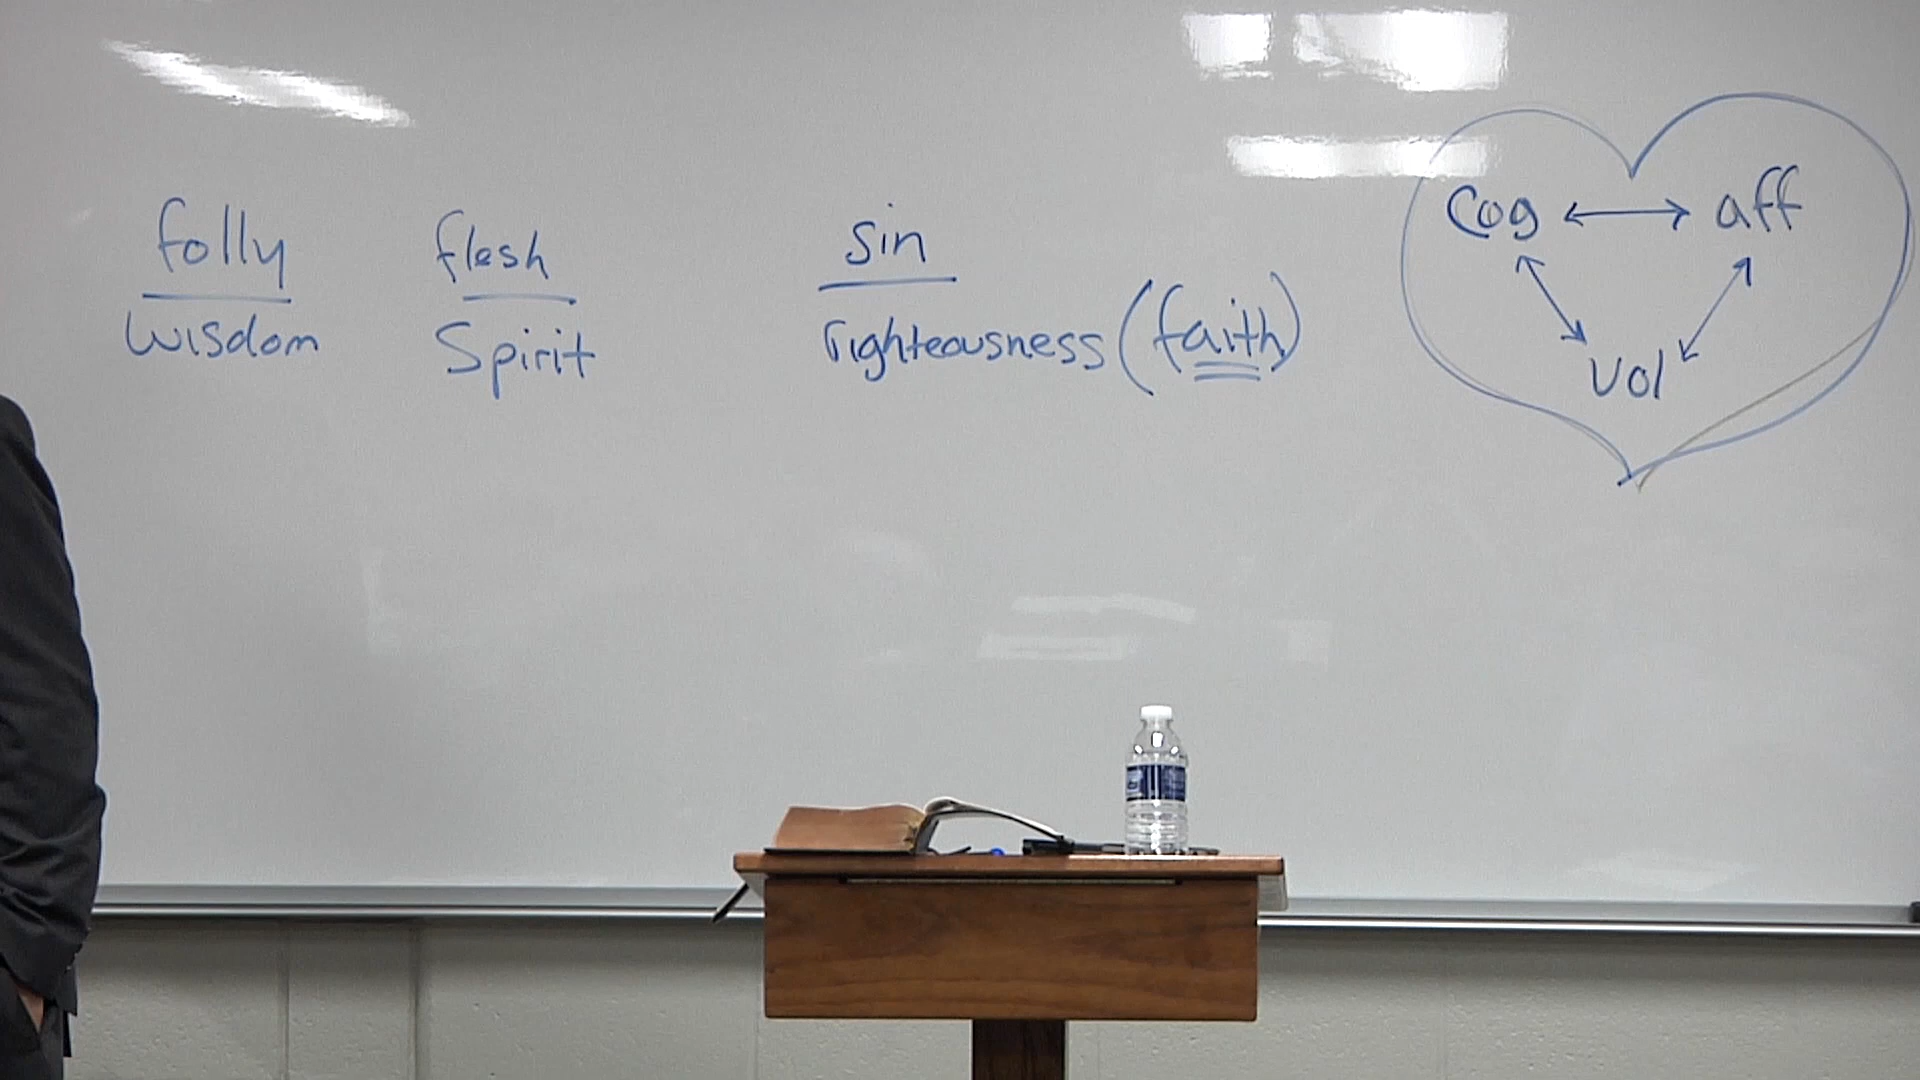 folly
wisdom
flesh
Spirit
sin
righteousness (faith)
Cog ↔ aff
vol